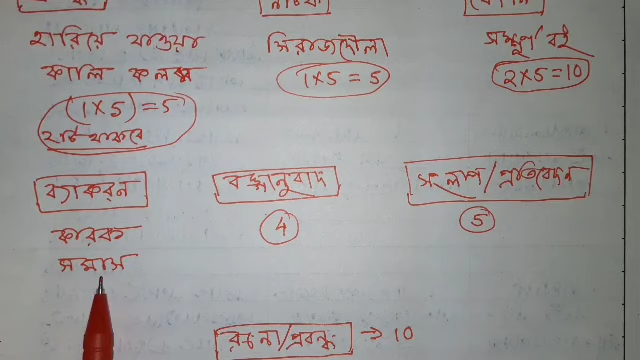 হারিয়ে যাওয়া
কালি কলম
(1×5) = 5
২টি থাকবে
সিরাজদ্দৌলা
1×5 = 5
সম্পূর্ণ বই
2×5 = 10
ব্যাকরন
কারক
সমাস
বঙ্গানুবাদ
4
সংলাপ/প্রতিবেদন
5
রচনা/প্রবন্ধ → 10